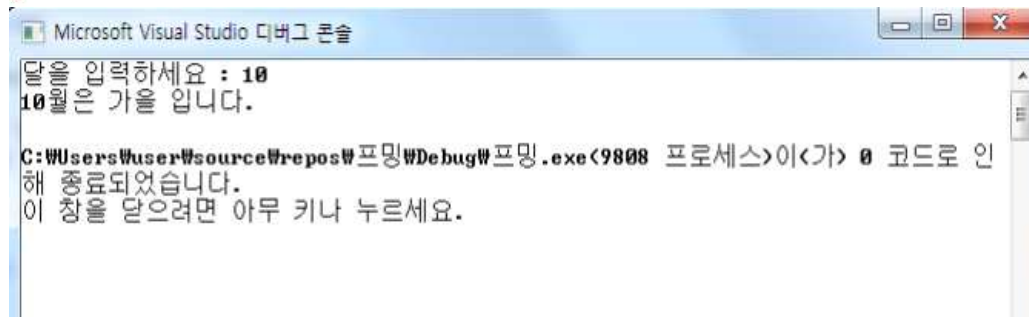 Microsoft Visual Studio 디버그 콘솔
달을 입력하세요 : 10
10월은 가을 입니다.
C:₩Users₩user₩source₩repos₩프밍₩Debug₩프밍.exe(9808 프로세스)이(가) 0 코드로 인
해 종료되었습니다.
이 창을 닫으려면 아무 키나 누르세요.